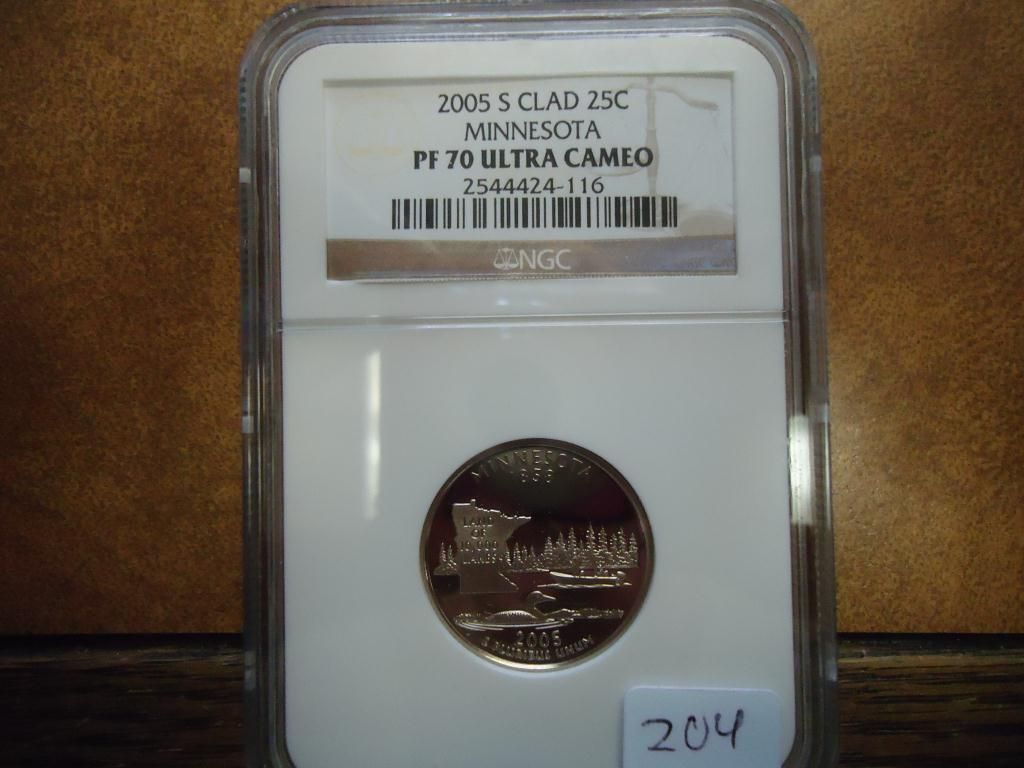 2005 S CLAD 25C
MINNESOTA
PF 70 ULTRA CAMEO
2544424-116
NGC
MINNESOTA
1858
LAND
OF
10,000
LAKES
2005
E PLURIBUS UNUM
204